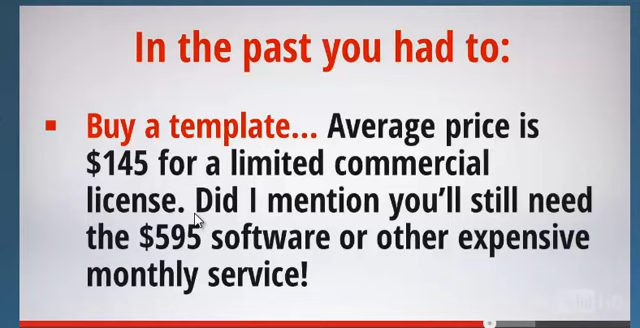 In the past you had to:
Buy a template... Average price is
$145 for a limited commercial
license. Did I mention you'll still need
the $595 software or other expensive
monthly service!